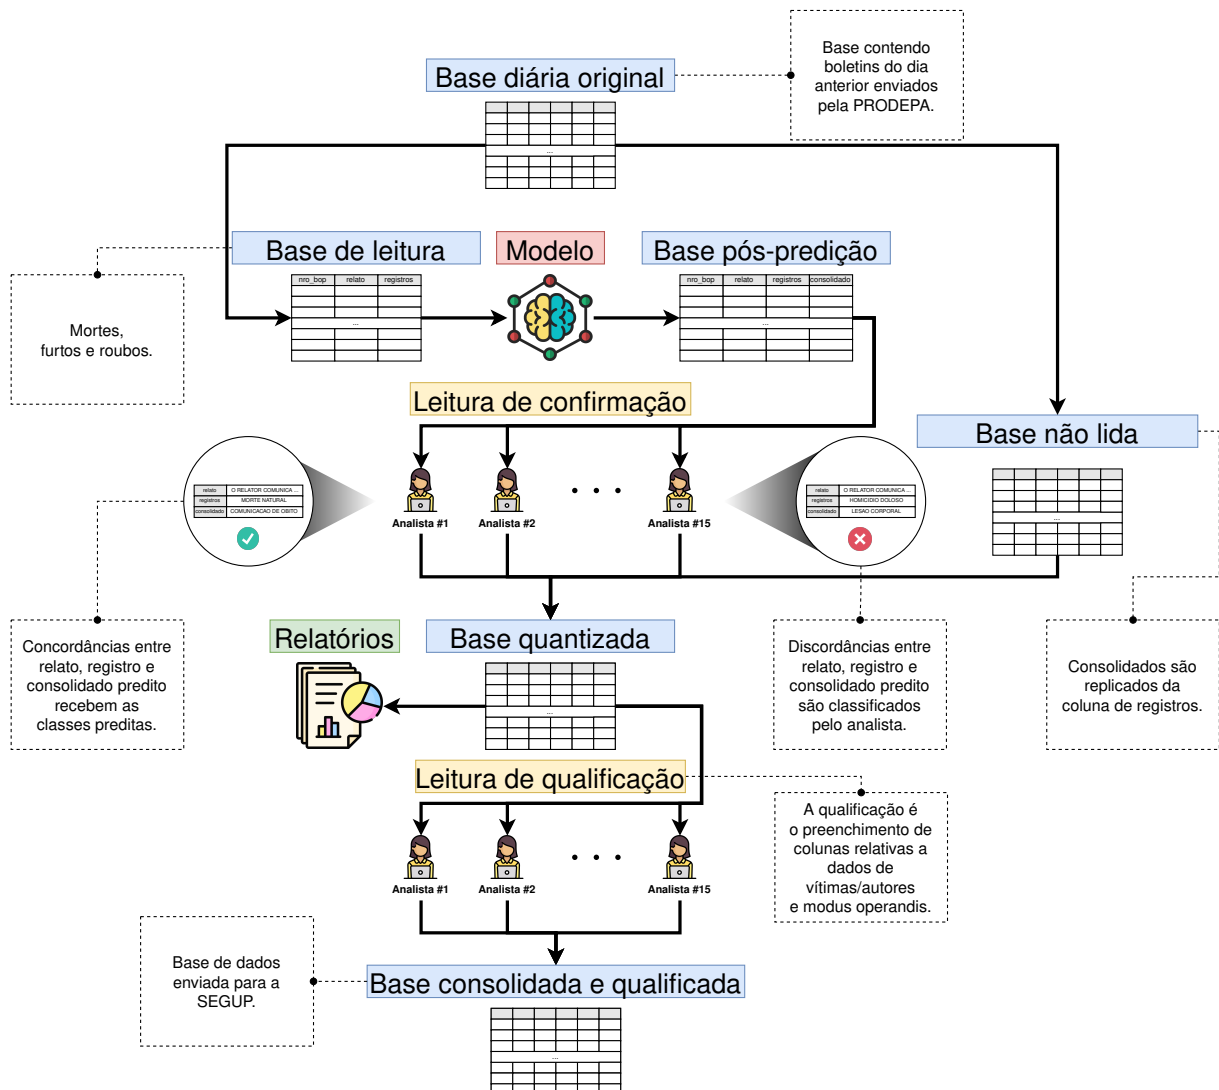 Base diária original
Base contendo
boletins do dia
anterior enviados
pela PRODEPA.
...
Base de leitura
Modelo
Base pós-predição
nro_bop relato registros
...
nro_bop relato registros consolidado
...
Mortes,
furtos e roubos.
Leitura de confirmação
Base não lida
...
relato O RELATOR COMUNICA ...
registros MORTE NATURAL
consolidado COMUNICACAO DE OBITO
Analista #1
Analista #2
Analista #15
relato O RELATOR COMUNICA ...
registros HOMICIDIO DOLOSO
consolidado LESAO CORPORAL
Concordâncias entre
relato, registro e
consolidado predito
recebem as
classes preditas.
Relatórios
Base quantizada
...
Discordâncias entre
relato, registro e
consolidado predito
são classificados
pelo analista.
Consolidados são
replicados da
coluna de registros.
Leitura de qualificação
A qualificação é
o preenchimento de
colunas relativas a
dados de
vítimas/autores
e modus operandis.
Analista #1
Analista #2
Analista #15
Base de dados
enviada para a
SEGUP.
Base consolidada e qualificada
...